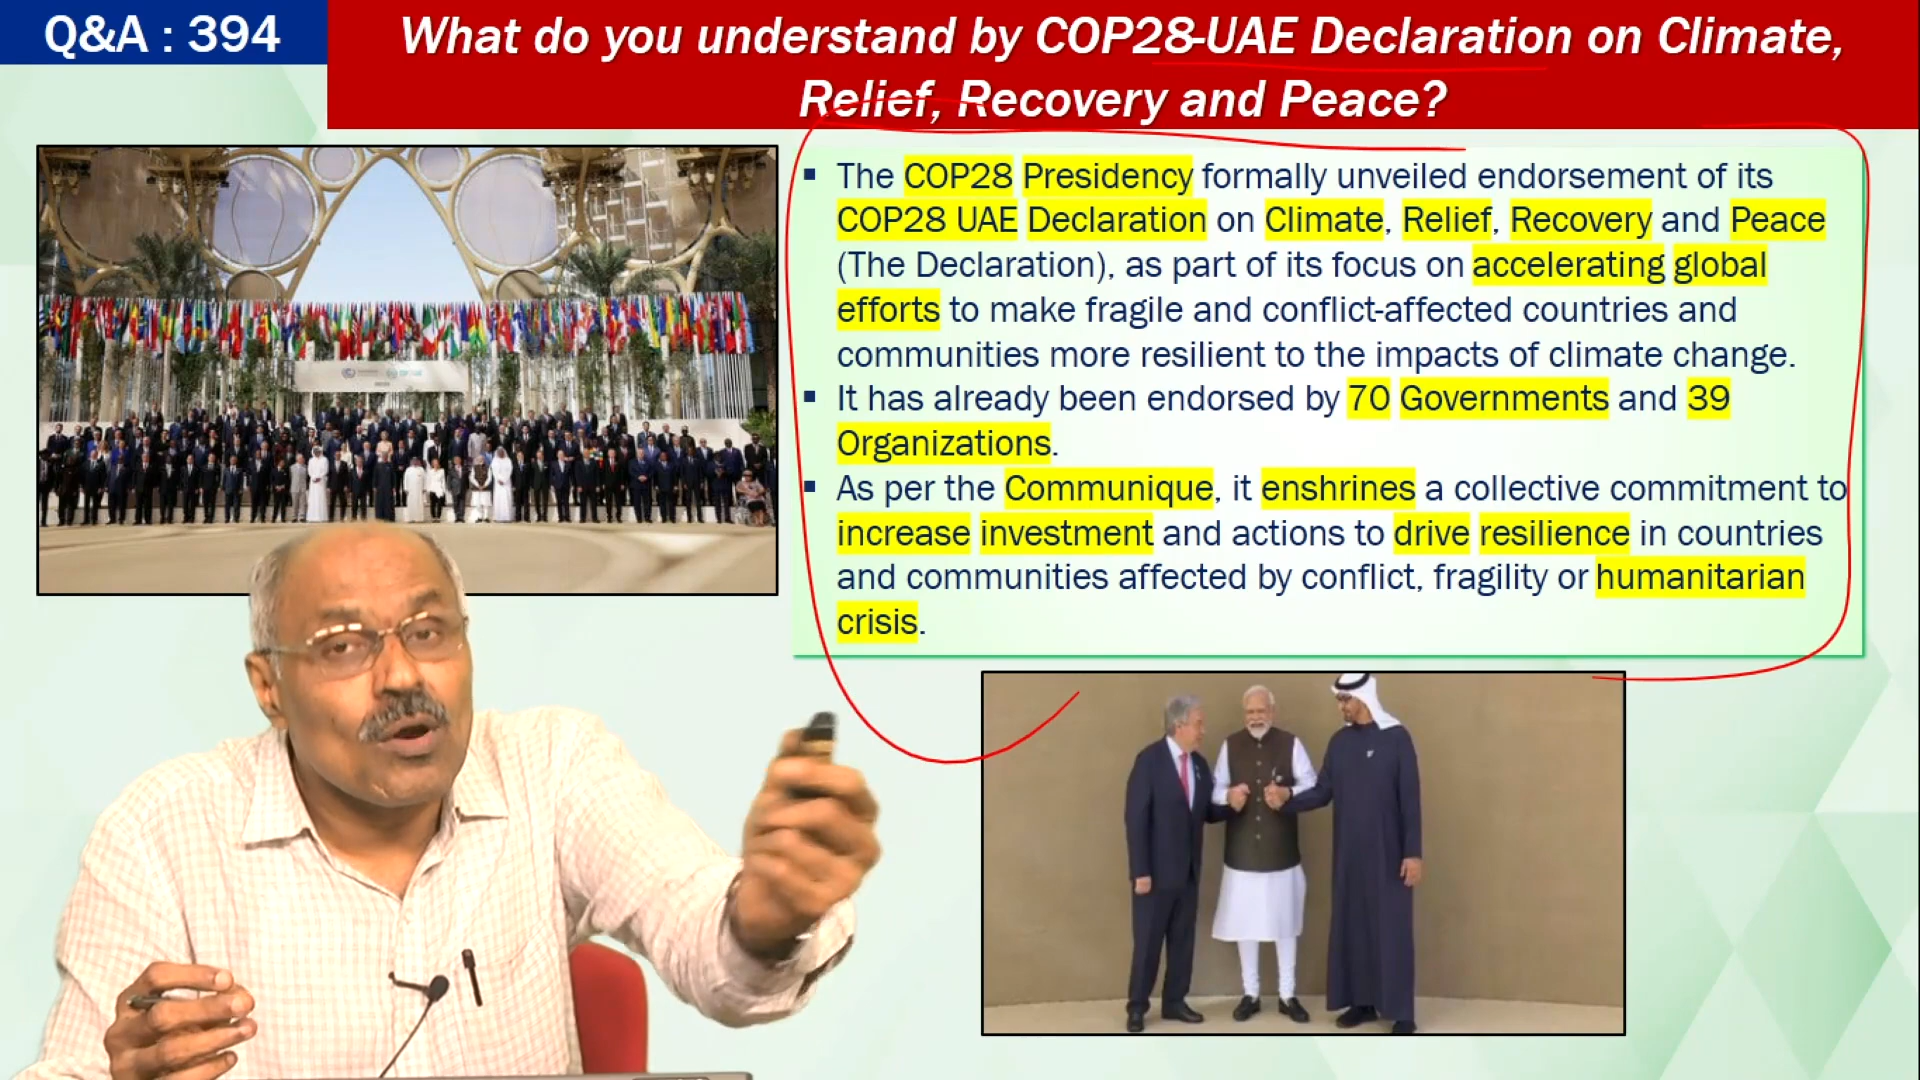 Q&A : 394
What do you understand by COP28-UAE Declaration on Climate,
Relief, Recovery and Peace?
▪ The COP28 Presidency formally unveiled endorsement of its
COP28 UAE Declaration on Climate, Relief, Recovery and Peace
(The Declaration), as part of its focus on accelerating global
efforts to make fragile and conflict-affected countries and
communities more resilient to the impacts of climate change.
▪ It has already been endorsed by 70 Governments and 39
Organizations.
▪ As per the Communique, it enshrines a collective commitment to
increase investment and actions to drive resilience in countries
and communities affected by conflict, fragility or humanitarian
crisis.